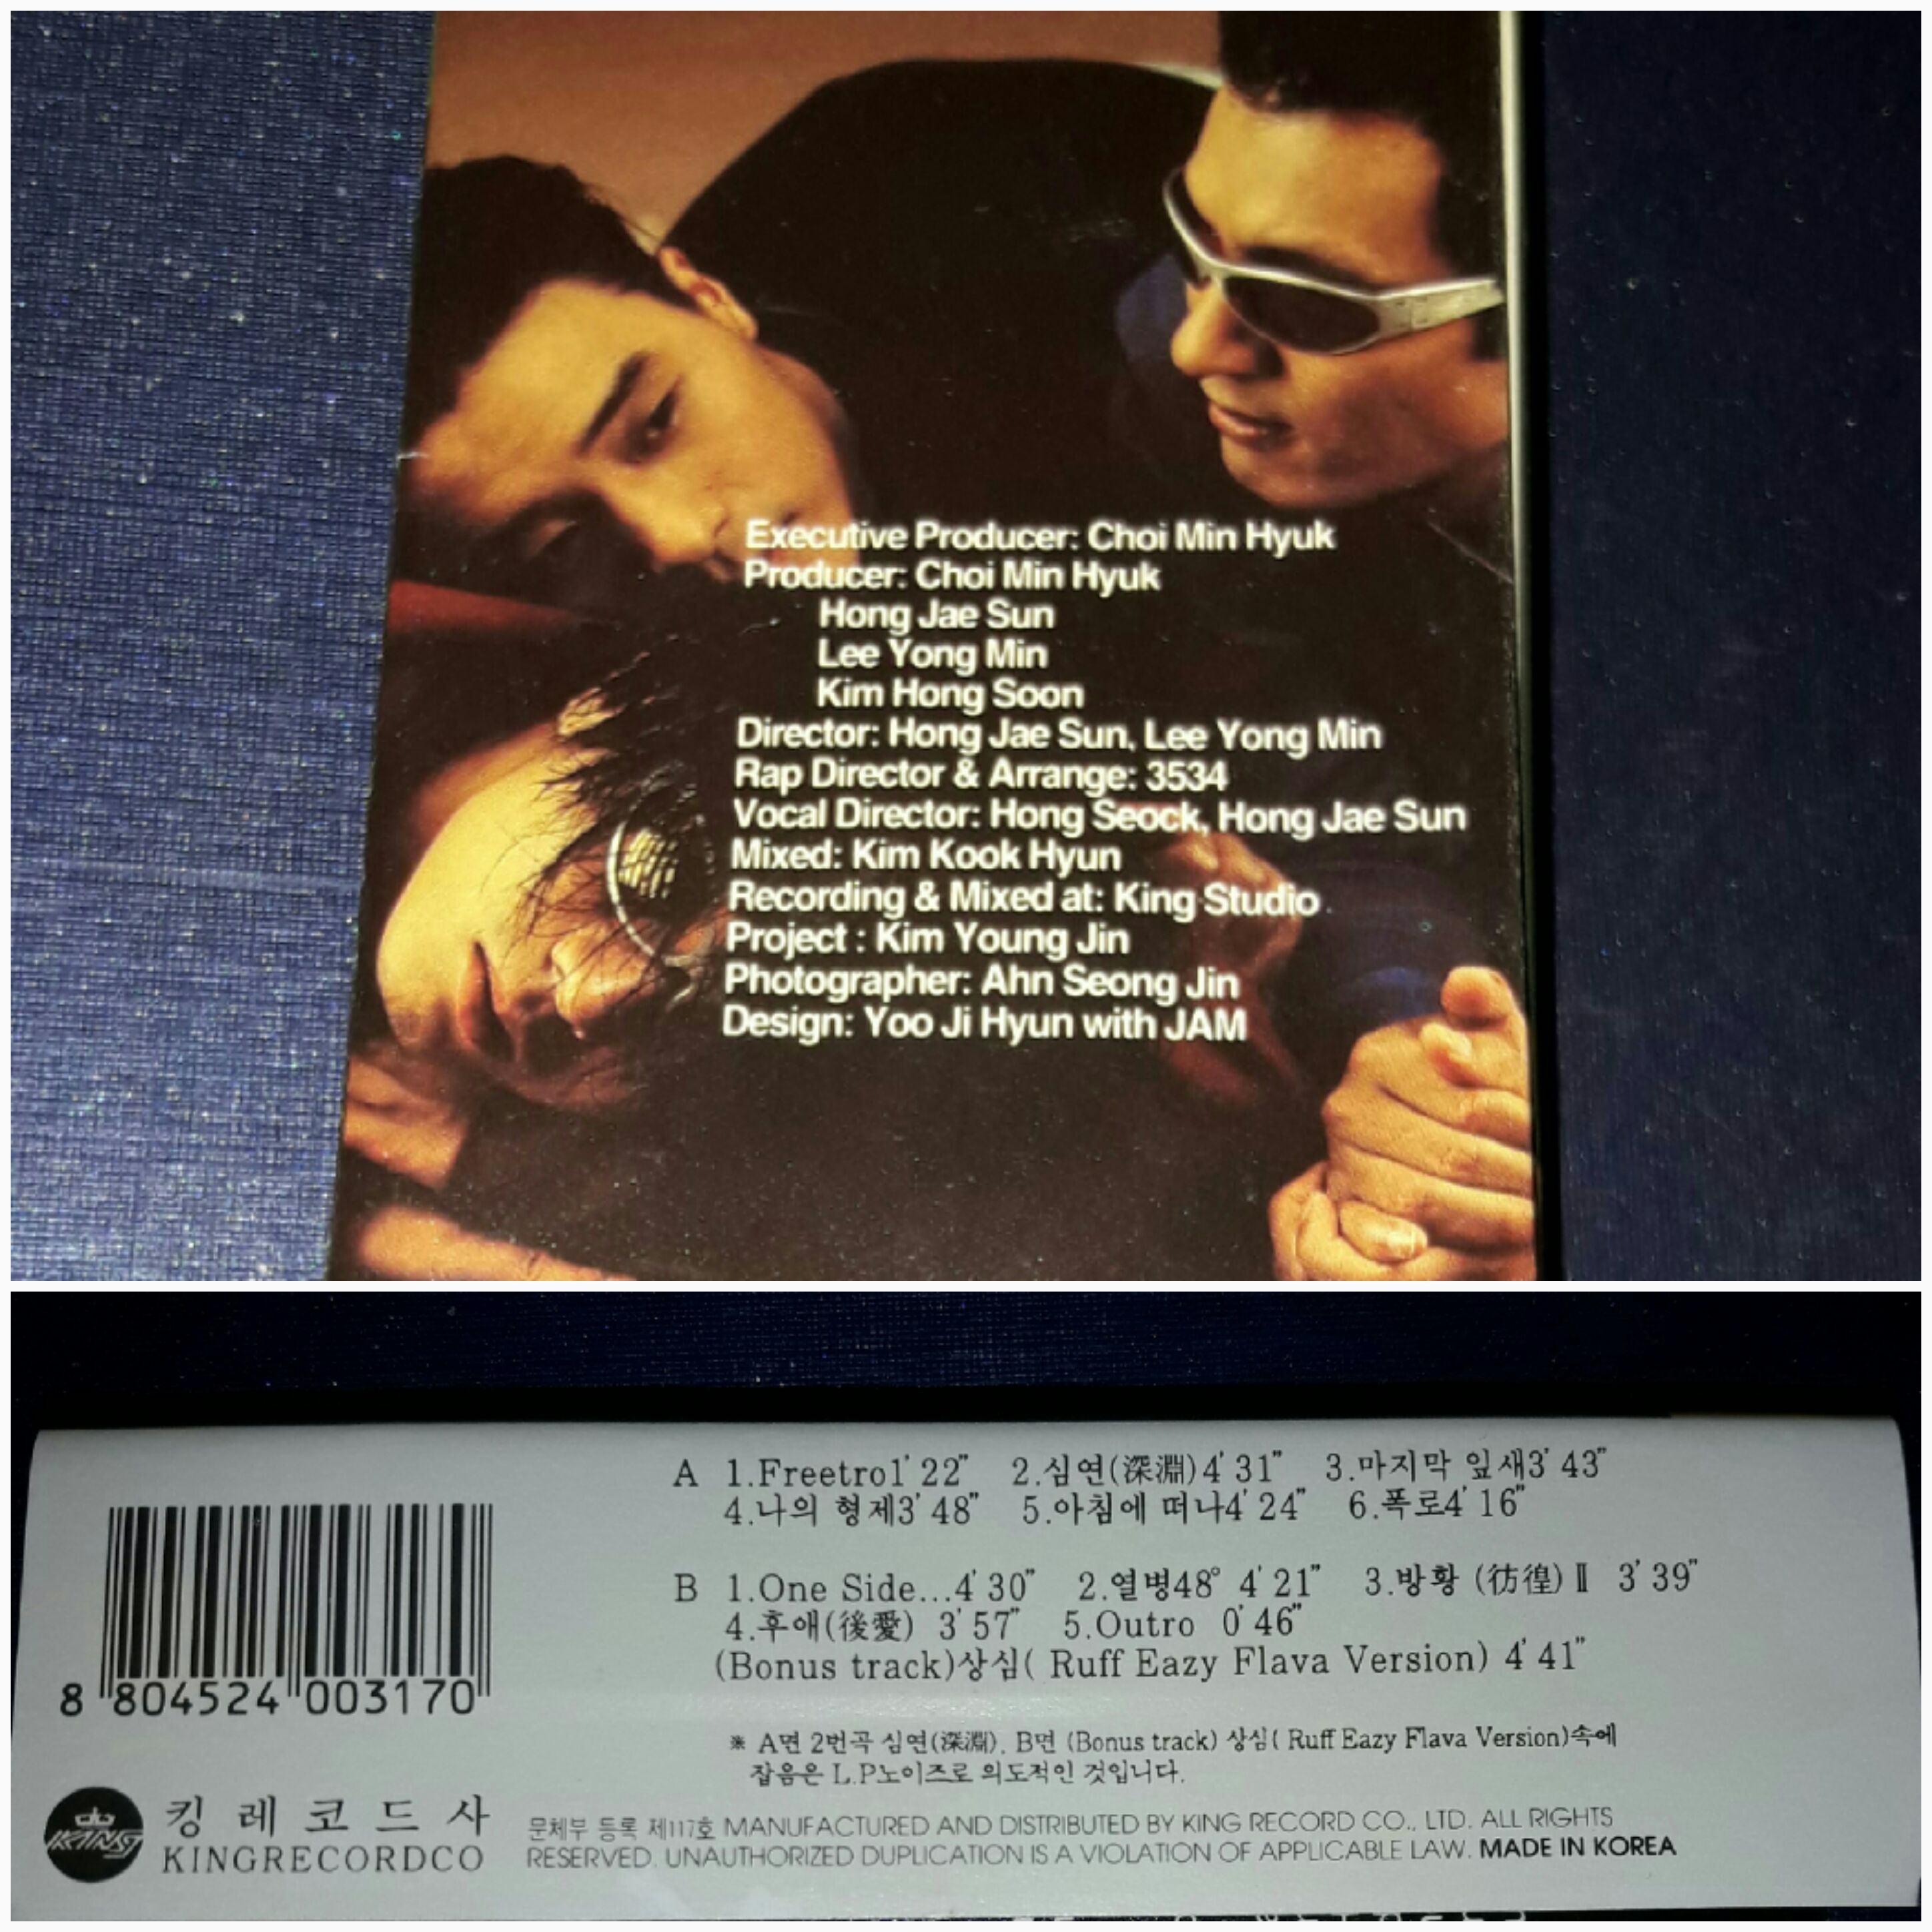 Executive Producer: Choi Min Hyuk
Producer: Choi Min Hyuk
Hong Jae Sun
Lee Yong Min
Kim Hong Soon
Director: Hong Jae Sun, Lee Yong Min
Rap Director & Arrange: 3534
Vocal Director: Hong Seock, Hong Jae Sun
Mixed: Kim Kook Hyun
Recording & Mixed at: King Studio
Project : Kim Young Jin
Photographer: Ahn Seong Jin
Design: Yoo Ji Hyun with JAM
A 1.Freetro1' 22" 2.심연(深淵)4' 31" 3.마지막 잎새3' 43"
4.나의 형제3' 48" 5.아침에 떠나4' 24" 6.폭로4' 16"
B 1.One Side...4' 30" 2.열병48° 4' 21" 3.방황 (彷徨) Ⅱ 3' 39"
4.후애(後愛) 3' 57" 5.Outro 0' 46"
(Bonus track)상심( Ruff Eazy Flava Version) 4' 41"
8 804524 003170
※ A면 2번곡 심연(深淵), B면 (Bonus track) 상심( Ruff Eazy Flava Version)속에
잡음은 L.P노이즈로 의도적인 것입니다.
KING
킹레코드사
KINGRECORDCO
문체부 등록 제117호 MANUFACTURED AND DISTRIBUTED BY KING RECORD CO., LTD. ALL RIGHTS
RESERVED. UNAUTHORIZED DUPLICATION IS A VIOLATION OF APPLICABLE LAW. MADE IN KOREA